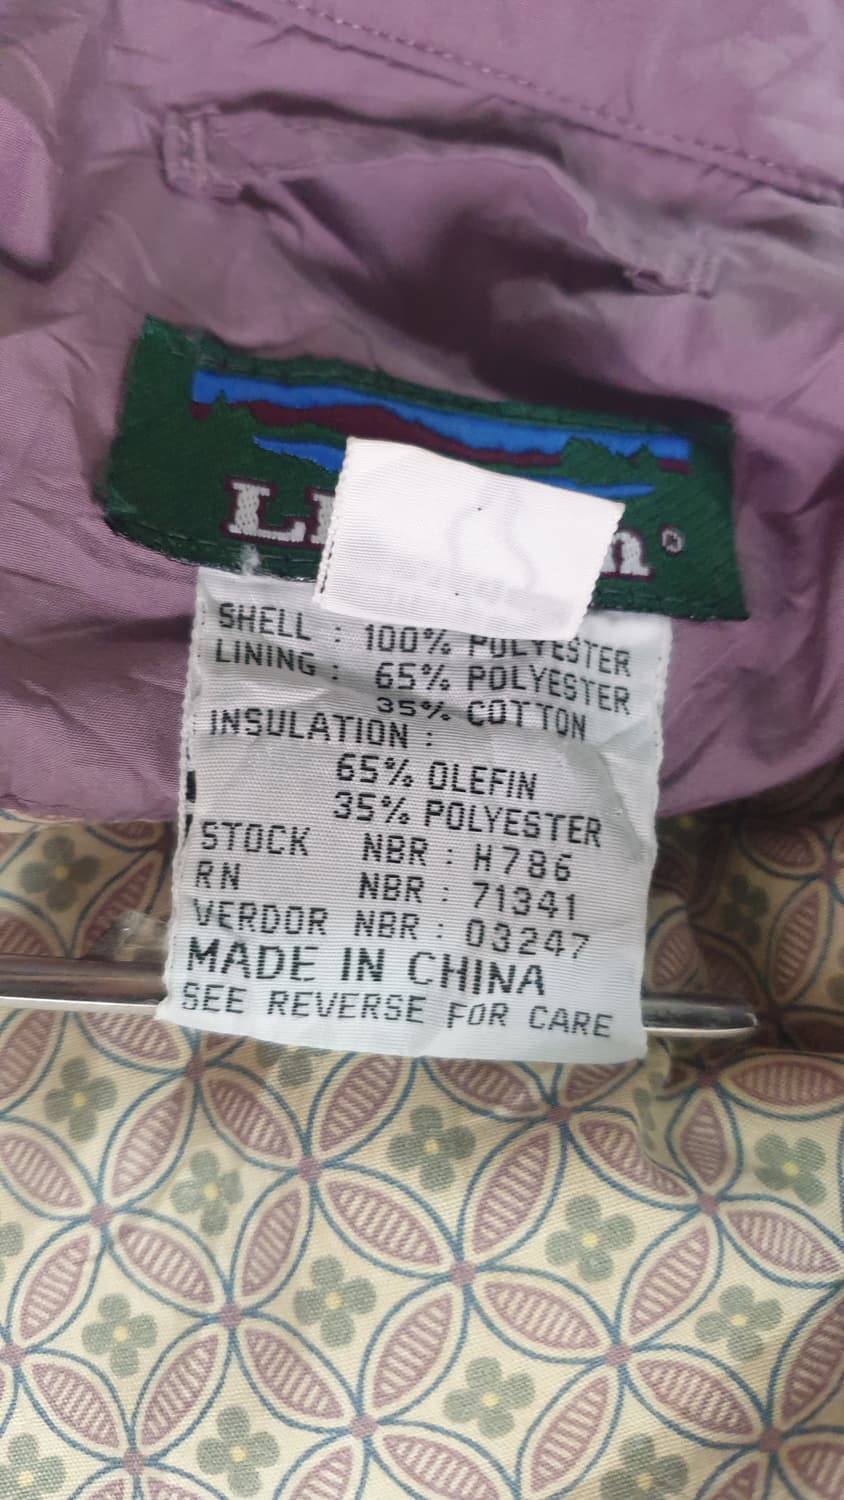 L n®
SHELL : 100% POLYESTER
LINING : 65% POLYESTER
35% COTTON
INSULATION :
65% OLEFIN
35% POLYESTER
STOCK NBR : H786
RN NBR : 71341
VERDOR NBR : 03247
MADE IN CHINA
SEE REVERSE FOR CARE